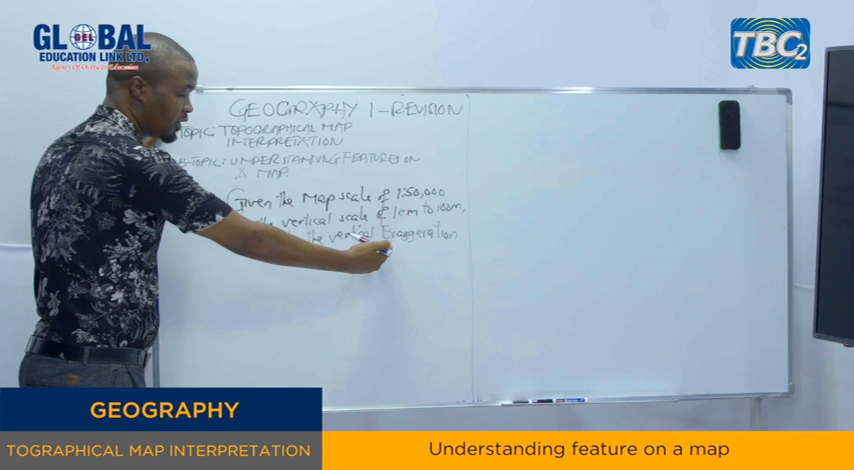 GLOBAL
GEL
EDUCATION LINK LTD.
TBC2
GEOGRXPHY 1-REVISION
TOPIC: TOPOGRAPHICAL MAP
INTERPRETATION
TOPIC: UNDERSTANDING FEATURES ON
A MAP.
Given the Map scale of 1:50,000
vertical scale of 1cm to 100m,
the vertical Exaggeration
GEOGRAPHY
TOGRAPHICAL MAP INTERPRETATION
Understanding feature on a map